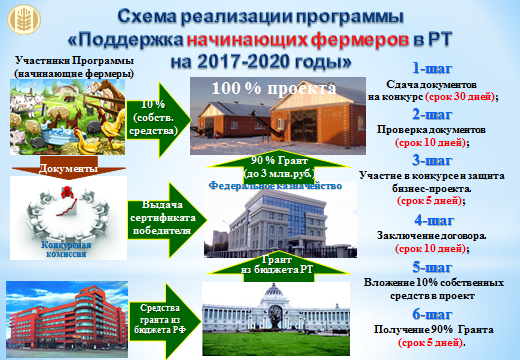 Схема реализации программы
«Поддержка начинающих фермеров в РТ
на 2017-2020 годы»
Участники Программы
(начинающие фермеры)
10 %
(собств.
средства)
100 % проекта
Документы
90 % Грант
(до 3 млн.руб.)
Федеральное казначейство
Выдача
сертификата
победителя
Конкурсная
комиссия
Грант
из бюджета РТ
Средства
гранта из
бюджета РФ
1-шаг
Сдача документов
на конкурс (срок 30 дней);
2-шаг
Проверка документов
(срок 10 дней);
3-шаг
Участие в конкурсе и защита
бизнес-проекта.
(срок 5 дней);
4-шаг
Заключение договора.
(срок 10 дней);
5-шаг
Вложение 10% собственных
средств в проект
6-шаг
Получение 90% Гранта
(срок 5 дней).